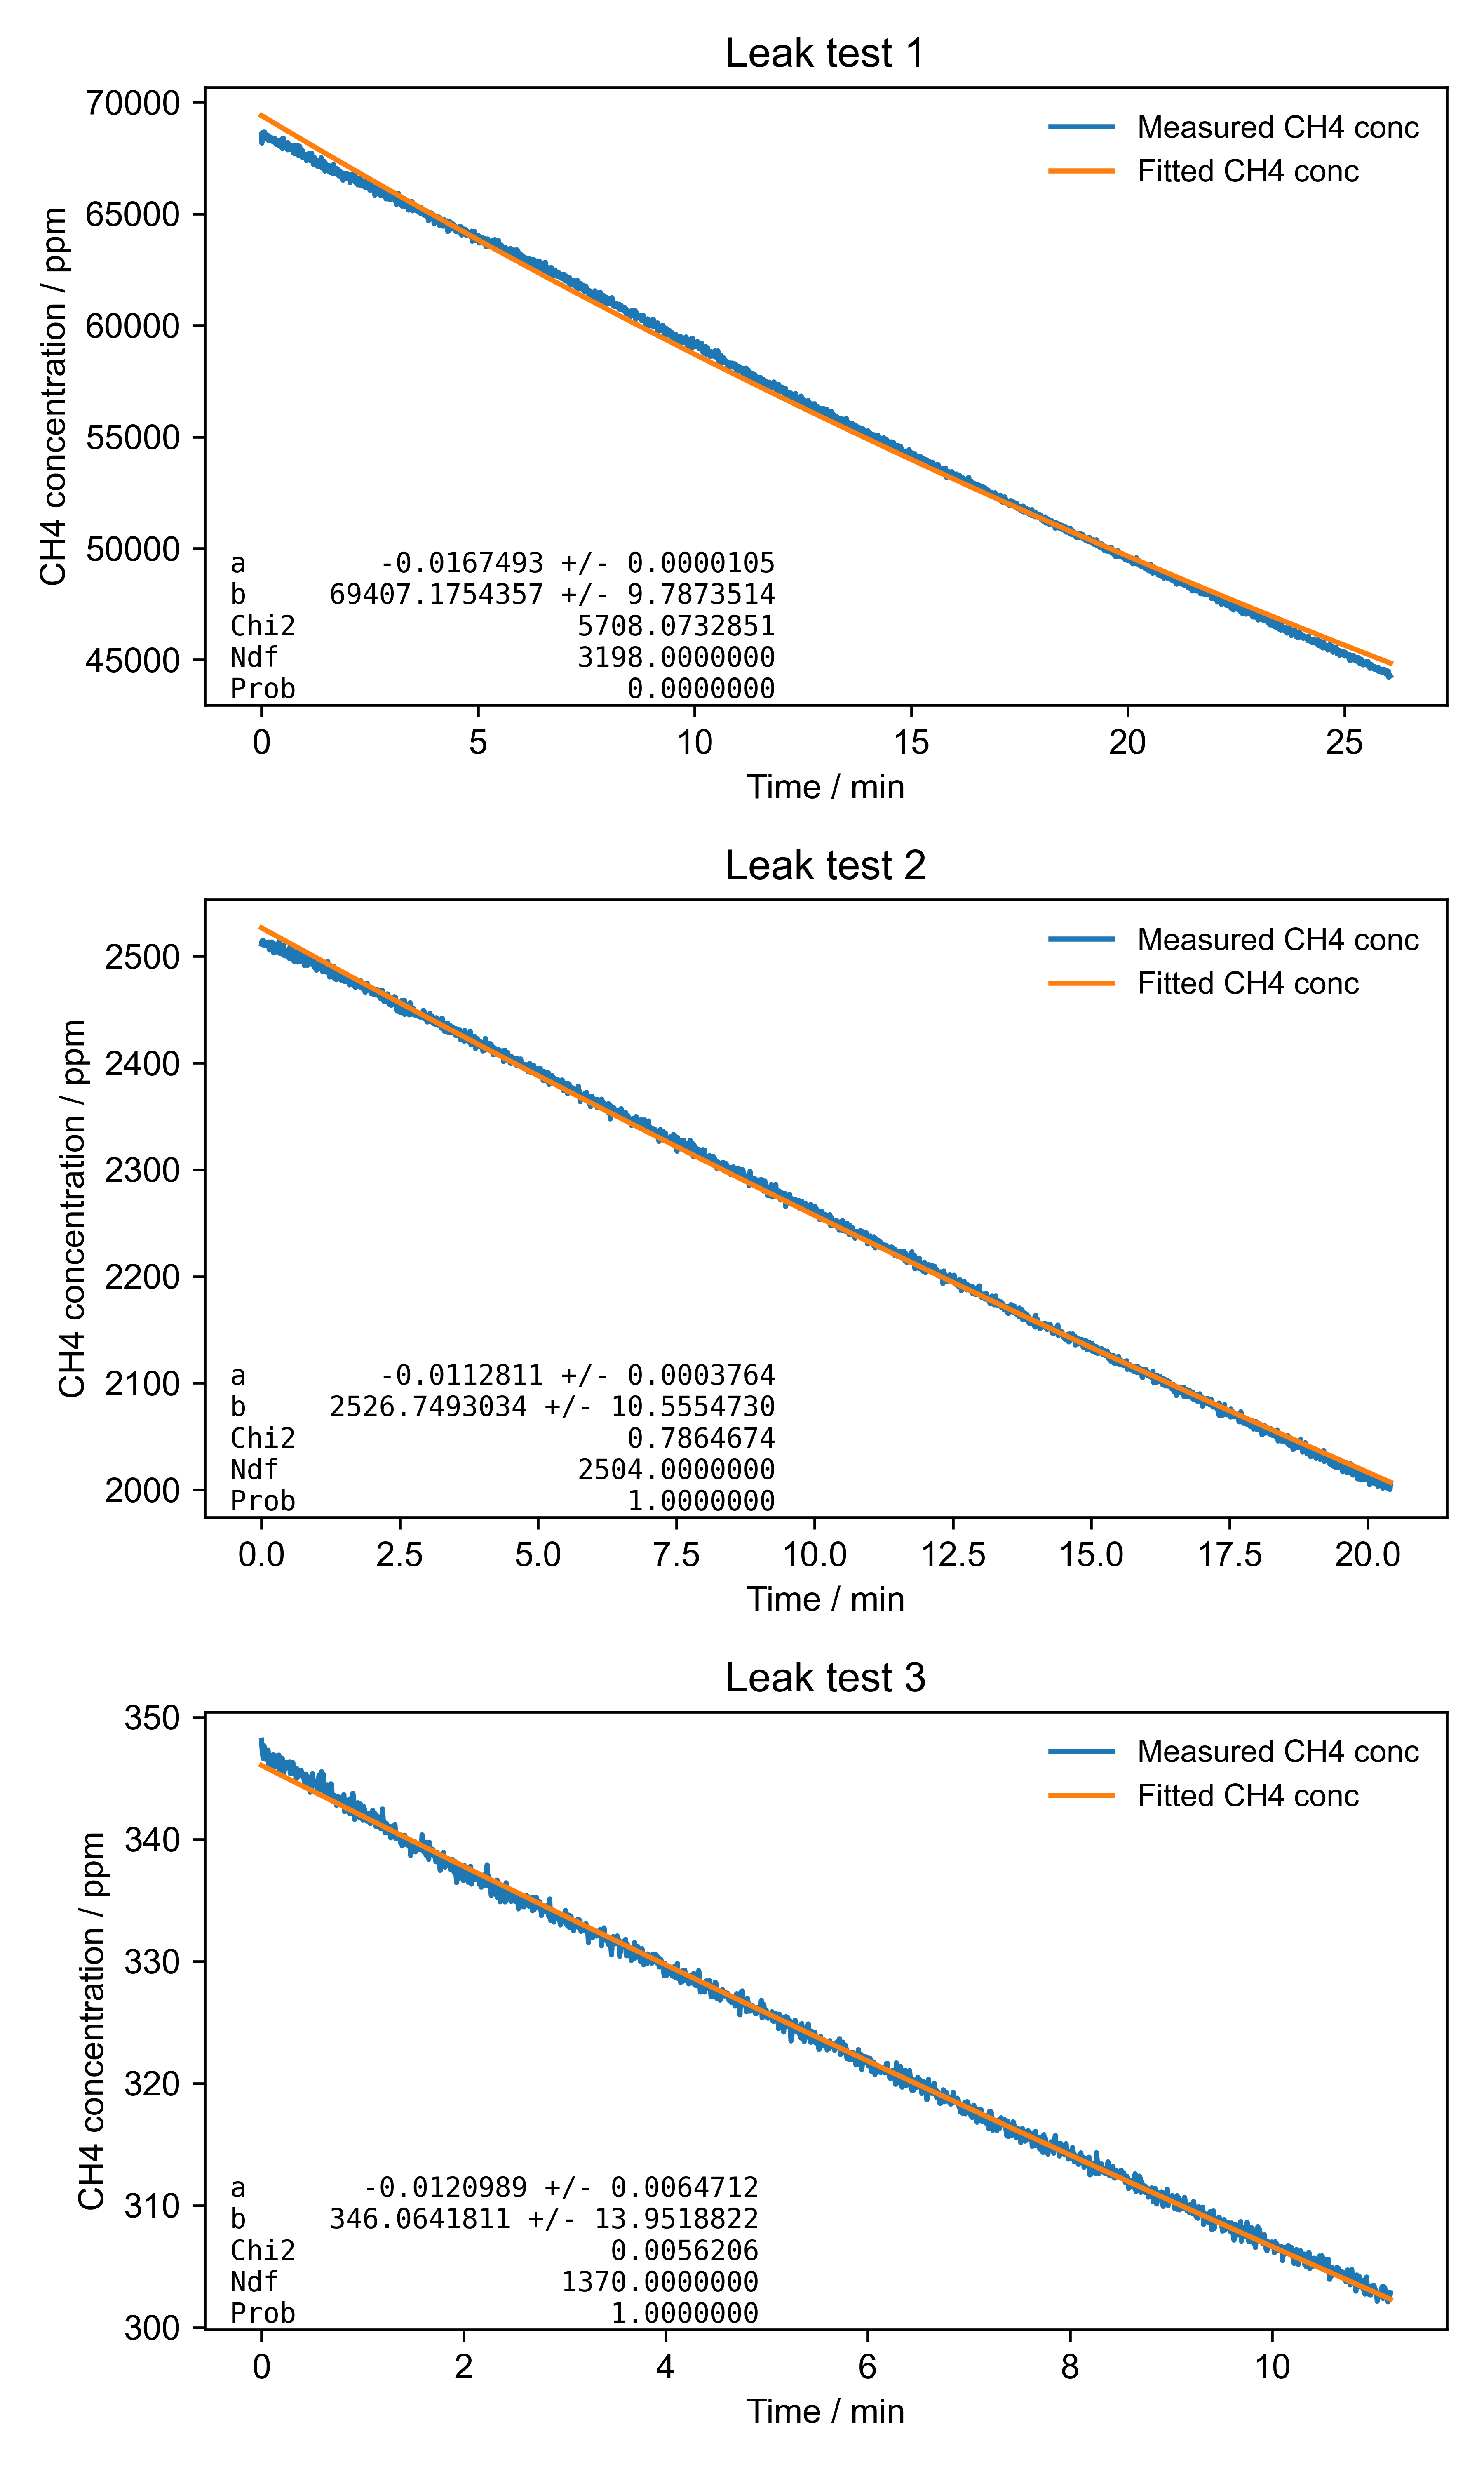 Leak test 1
CH4 concentration / ppm
70000
65000
60000
55000
50000
45000
Measured CH4 conc
Fitted CH4 conc
a -0.0167493 +/- 0.0000105
b 69407.1754357 +/- 9.7873514
Chi2 5708.0732851
Ndf 3198.0000000
Prob 0.0000000
0 5 10 15 20 25
Time / min
Leak test 2
CH4 concentration / ppm
2500
2400
2300
2200
2100
2000
Measured CH4 conc
Fitted CH4 conc
a -0.0112811 +/- 0.0003764
b 2526.7493034 +/- 10.5554730
Chi2 0.7864674
Ndf 2504.0000000
Prob 1.0000000
0.0 2.5 5.0 7.5 10.0 12.5 15.0 17.5 20.0
Time / min
Leak test 3
CH4 concentration / ppm
350
340
330
320
310
300
Measured CH4 conc
Fitted CH4 conc
a -0.0120989 +/- 0.0064712
b 346.0641811 +/- 13.9518822
Chi2 0.0056206
Ndf 1370.0000000
Prob 1.0000000
0 2 4 6 8 10
Time / min